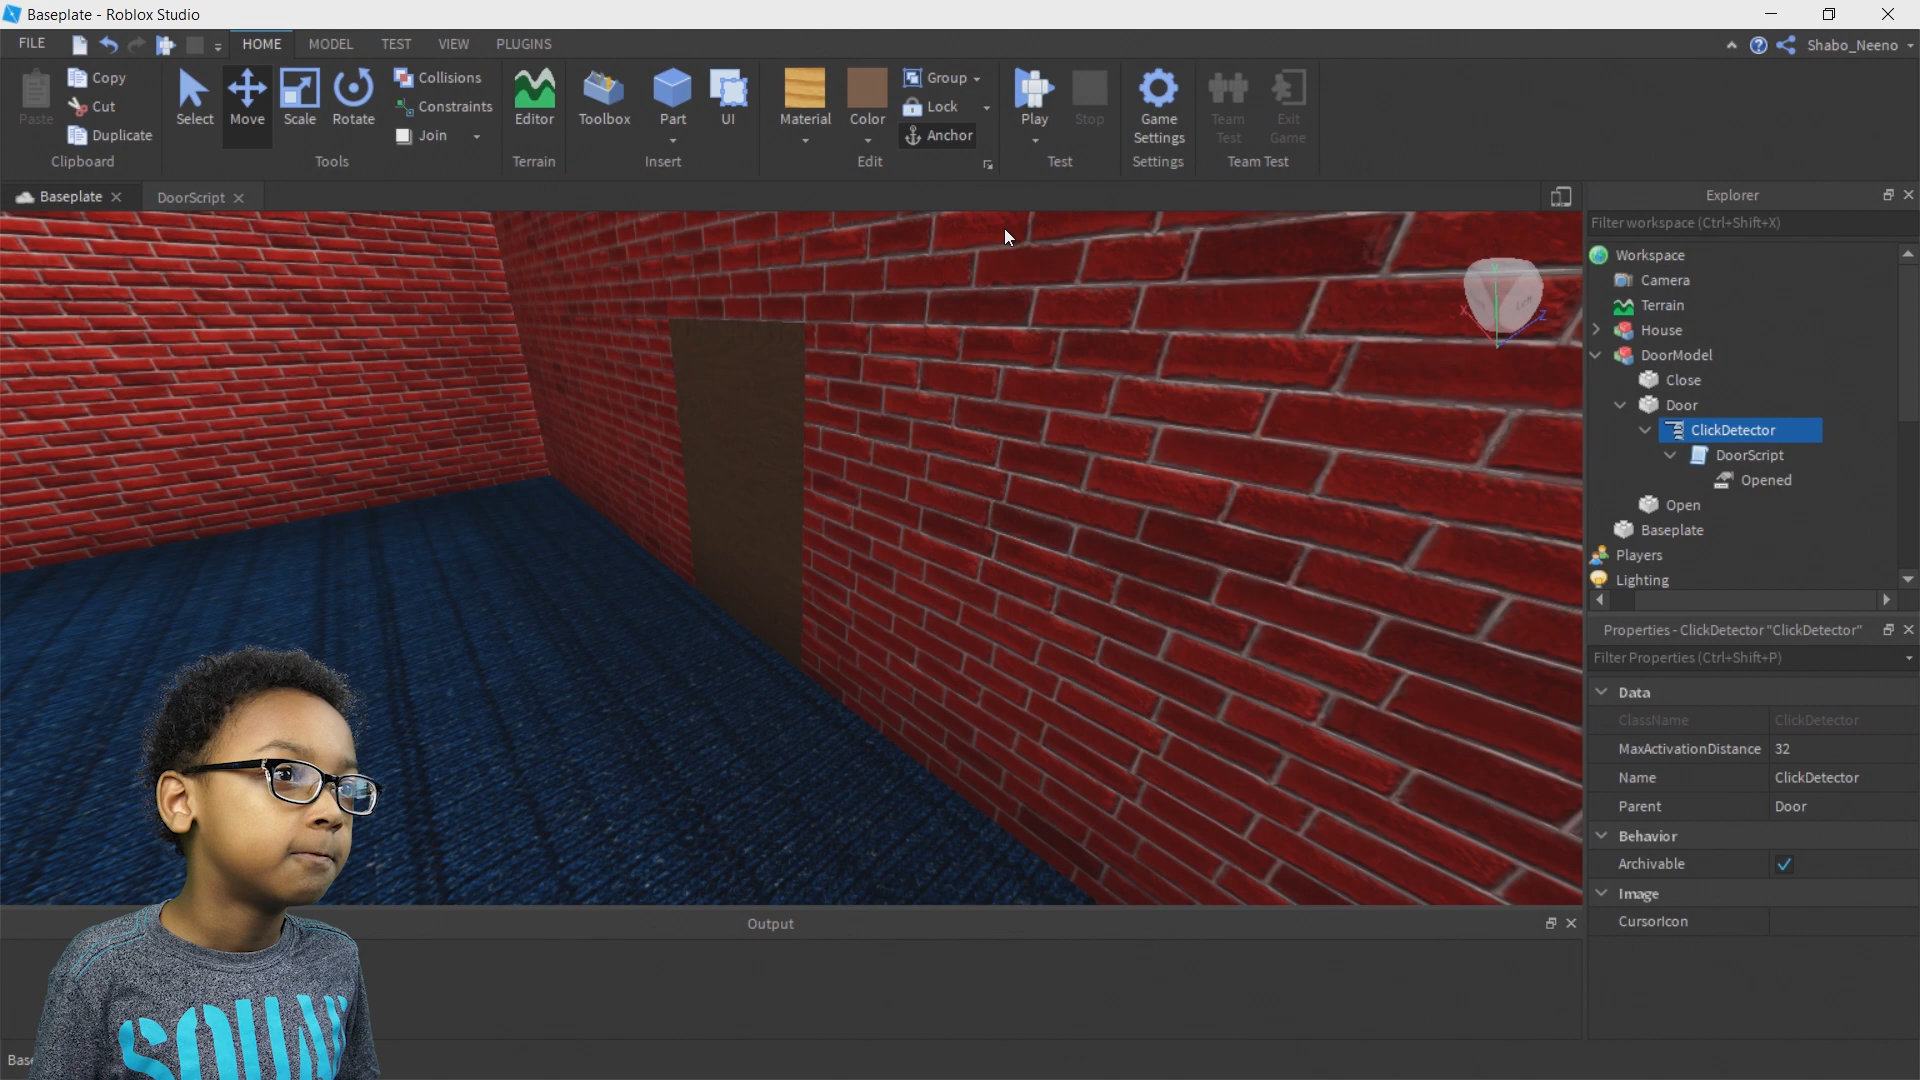 Baseplate - Roblox Studio
FILE
HOME
MODEL
TEST
VIEW
PLUGINS
Shabo_Neeno
Paste
Copy
Cut
Duplicate
Clipboard
Select
Move
Scale
Rotate
Collisions
Constraints
Join
Tools
Editor
Terrain
Toolbox
Part
UI
Insert
Material
Color
Group
Lock
Anchor
Edit
Play
Stop
Test
Game
Settings
Settings
Team
Test
Exit
Game
Team Test
Baseplate
DoorScript
Explorer
Filter workspace (Ctrl+Shift+X)
Workspace
Camera
Terrain
House
DoorModel
Close
Door
ClickDetector
DoorScript
Opened
Open
Baseplate
Players
Lighting
Y
X
Z
Left
Properties - ClickDetector "ClickDetector"
Filter Properties (Ctrl+Shift+P)
Data
ClassName ClickDetector
MaxActivationDistance 32
Name ClickDetector
Parent Door
Behavior
Archivable
Image
CursorIcon
Output
Base